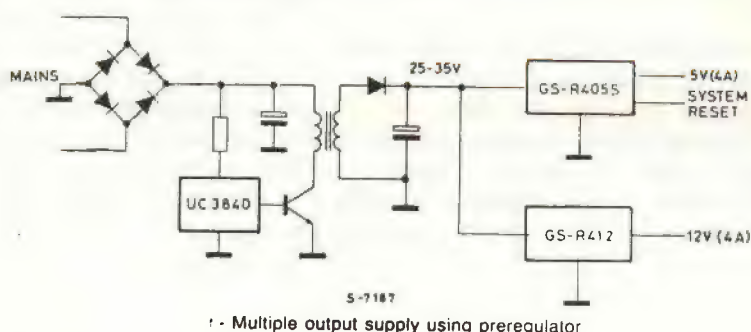 MAINS
25-35V
GS-R405S
5V(4A)
SYSTEM
RESET
UC 3840
GS-R412
12V(4A)
S-7187
- Multiple output supply using preregulator